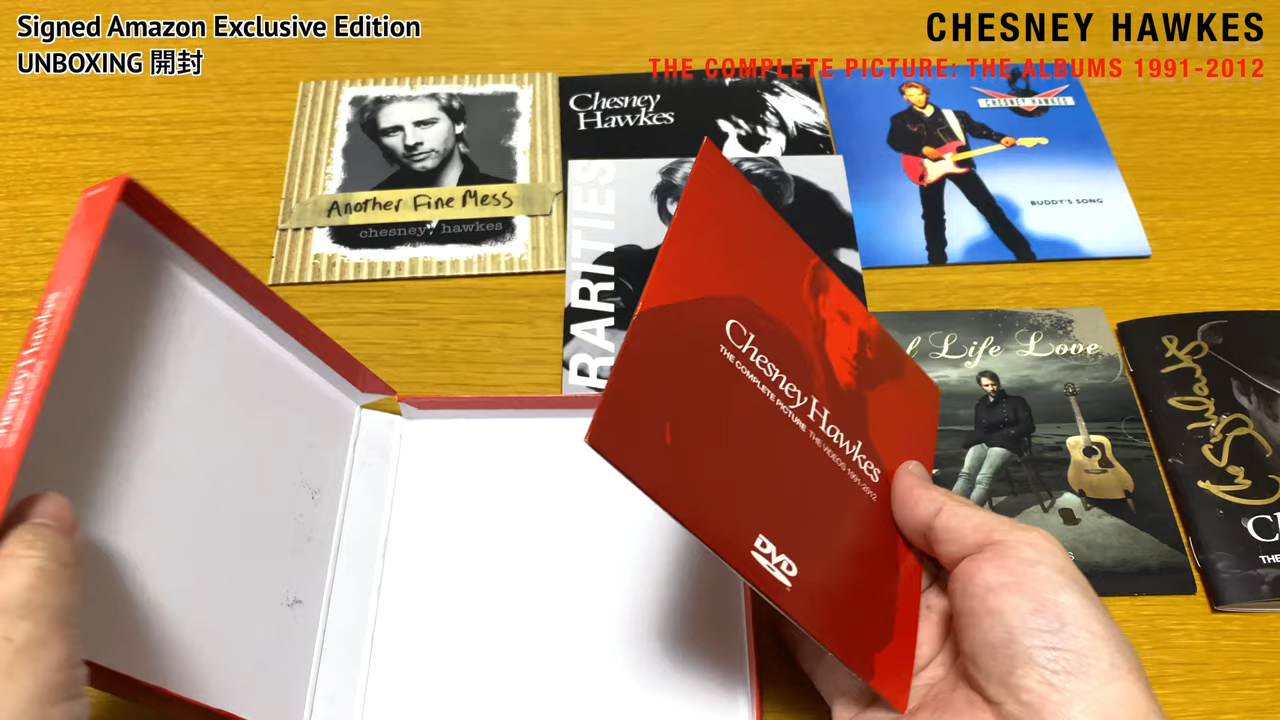 Signed Amazon Exclusive Edition
UNBOXING 開封
CHESNEY HAWKES
THE COMPLETE PICTURE: THE ALBUMS 1991-2012
Another Fine Mess
chesney hawkes
Chesney
Hawkes
RARITIES
CHESNEY HAWKES
BUDDY'S SONG
Chesney Hawkes
Chesney Hawkes
THE COMPLETE PICTURE THE VIDEOS 1991-2012
DVD
Life Love